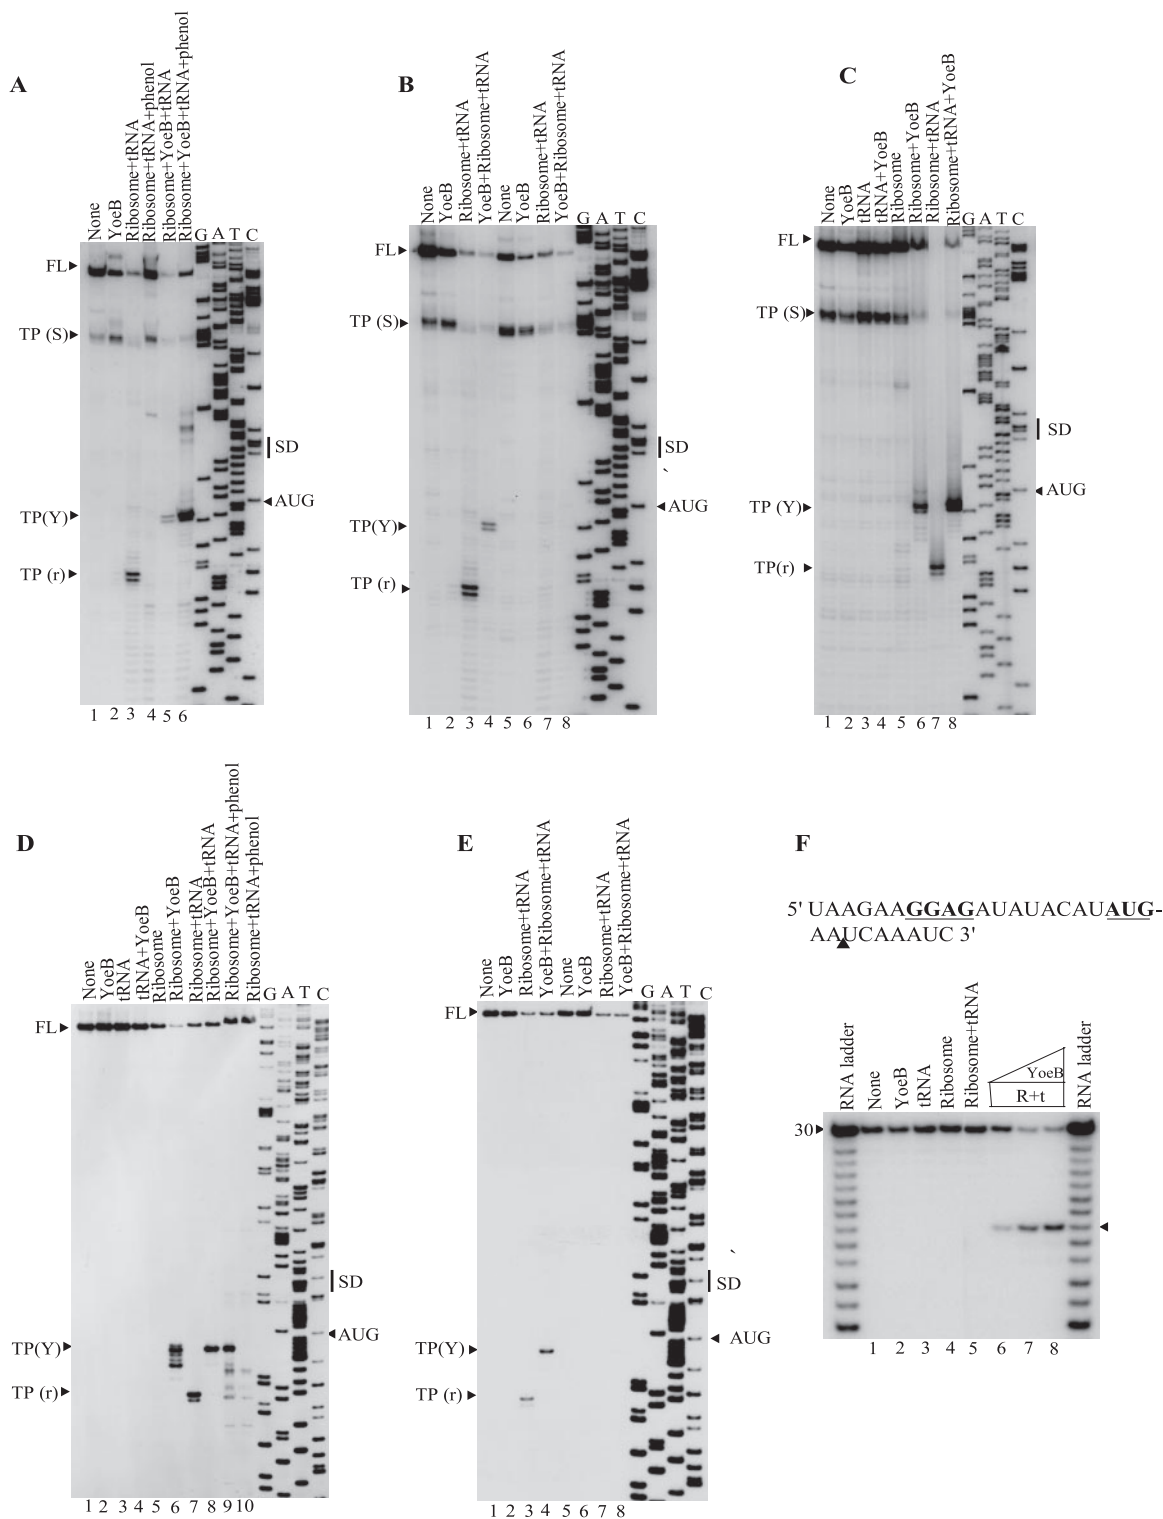 A
None
YoeB
Ribosome+tRNA
Ribosome+tRNA+phenol
Ribosome+YoeB+tRNA
Ribosome+YoeB+tRNA+phenol
G A T C
FL
TP (S)
SD
AUG
TP(Y)
TP (r)
1 2 3 4 5 6
B
None
YoeB
Ribosome+tRNA
YoeB+Ribosome+tRNA
None
YoeB
Ribosome+tRNA
YoeB+Ribosome+tRNA
G A T C
FL
TP (S)
SD
AUG
TP(Y)
TP (r)
1 2 3 4 5 6 7 8
C
None
YoeB
tRNA
tRNA+YoeB
Ribosome
Ribosome+YoeB
Ribosome+tRNA
Ribosome+tRNA+YoeB
G A T C
FL
TP (S)
SD
AUG
TP (Y)
TP(r)
1 2 3 4 5 6 7 8
D
None
YoeB
tRNA
tRNA+YoeB
Ribosome
Ribosome+YoeB
Ribosome+tRNA
Ribosome+YoeB+tRNA
Ribosome+YoeB+tRNA+phenol
Ribosome+tRNA+phenol
G A T C
FL
SD
AUG
TP(Y)
TP (r)
1 2 3 4 5 6 7 8 9 10
E
None
YoeB
Ribosome+tRNA
YoeB+Ribosome+tRNA
None
YoeB
Ribosome+tRNA
YoeB+Ribosome+tRNA
G A T C
FL
SD
AUG
TP(Y)
TP (r)
1 2 3 4 5 6 7 8
F
5' UAAGAAGGAGAUAUACAUAUG-
AAUCAAAUC 3'
RNA ladder
None
YoeB
tRNA
Ribosome
Ribosome+tRNA
YoeB
R+t
RNA ladder
30
1 2 3 4 5 6 7 8